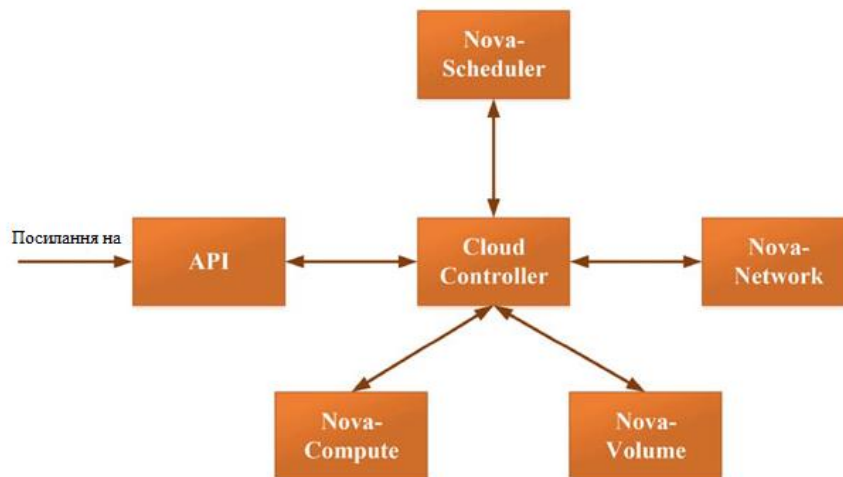 Nova-
Scheduler
Посилання на
API
Cloud
Controller
Nova-
Network
Nova-
Compute
Nova-
Volume